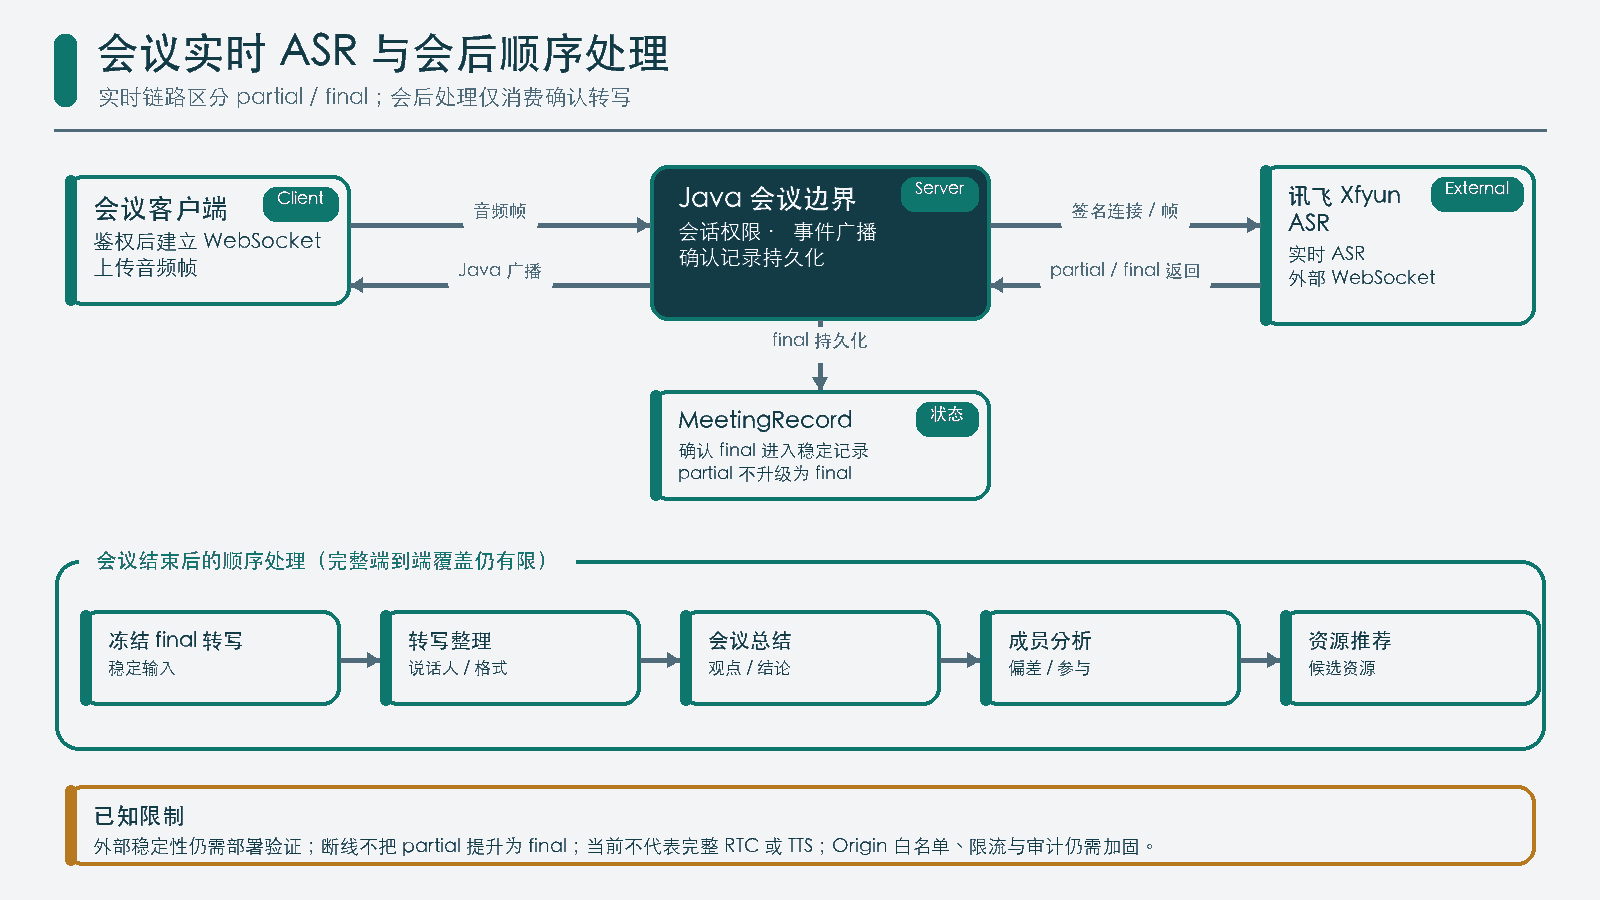 会议实时 ASR 与会后顺序处理
实时链路区分 partial / final；会后处理仅消费确认转写
会议客户端
Client
鉴权后建立 WebSocket
上传音频帧
音频帧
Java 广播
Java 会议边界
Server
会话权限 · 事件广播
确认记录持久化
签名连接 / 帧
partial / final 返回
讯飞 Xfyun
ASR
External
实时 ASR
外部 WebSocket
final 持久化
MeetingRecord
状态
确认 final 进入稳定记录
partial 不升级为 final
会议结束后的顺序处理（完整端到端覆盖仍有限）
冻结 final 转写
稳定输入
转写整理
说话人 / 格式
会议总结
观点 / 结论
成员分析
偏差 / 参与
资源推荐
候选资源
已知限制
外部稳定性仍需部署验证；断线不把 partial 提升为 final；当前不代表完整 RTC 或 TTS；Origin 白名单、限流与审计仍需加固。